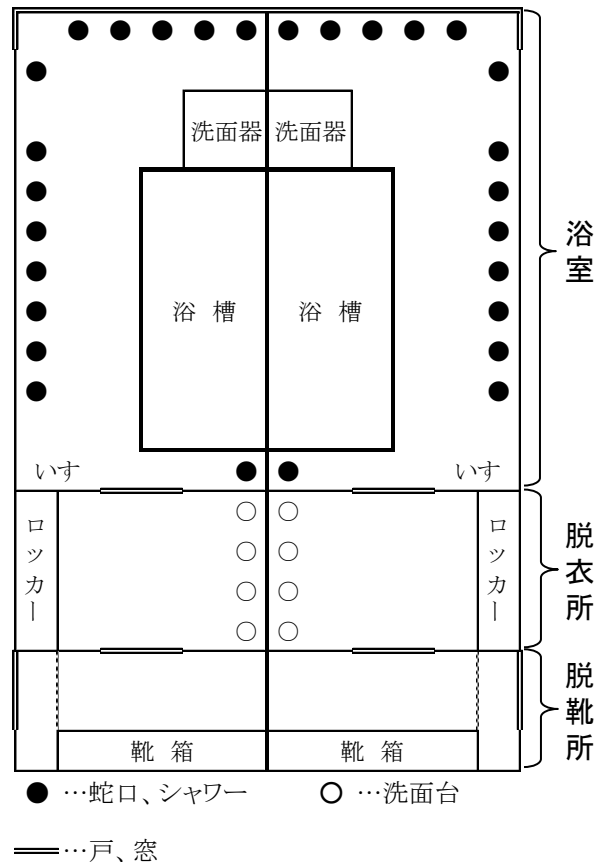 洗面器
洗面器
浴槽
浴槽
浴室
いす
いす
ロッカー
ロッカー
脱衣所
脱靴所
靴箱
靴箱
● …蛇口、シャワー
○ …洗面台
…戸、窓